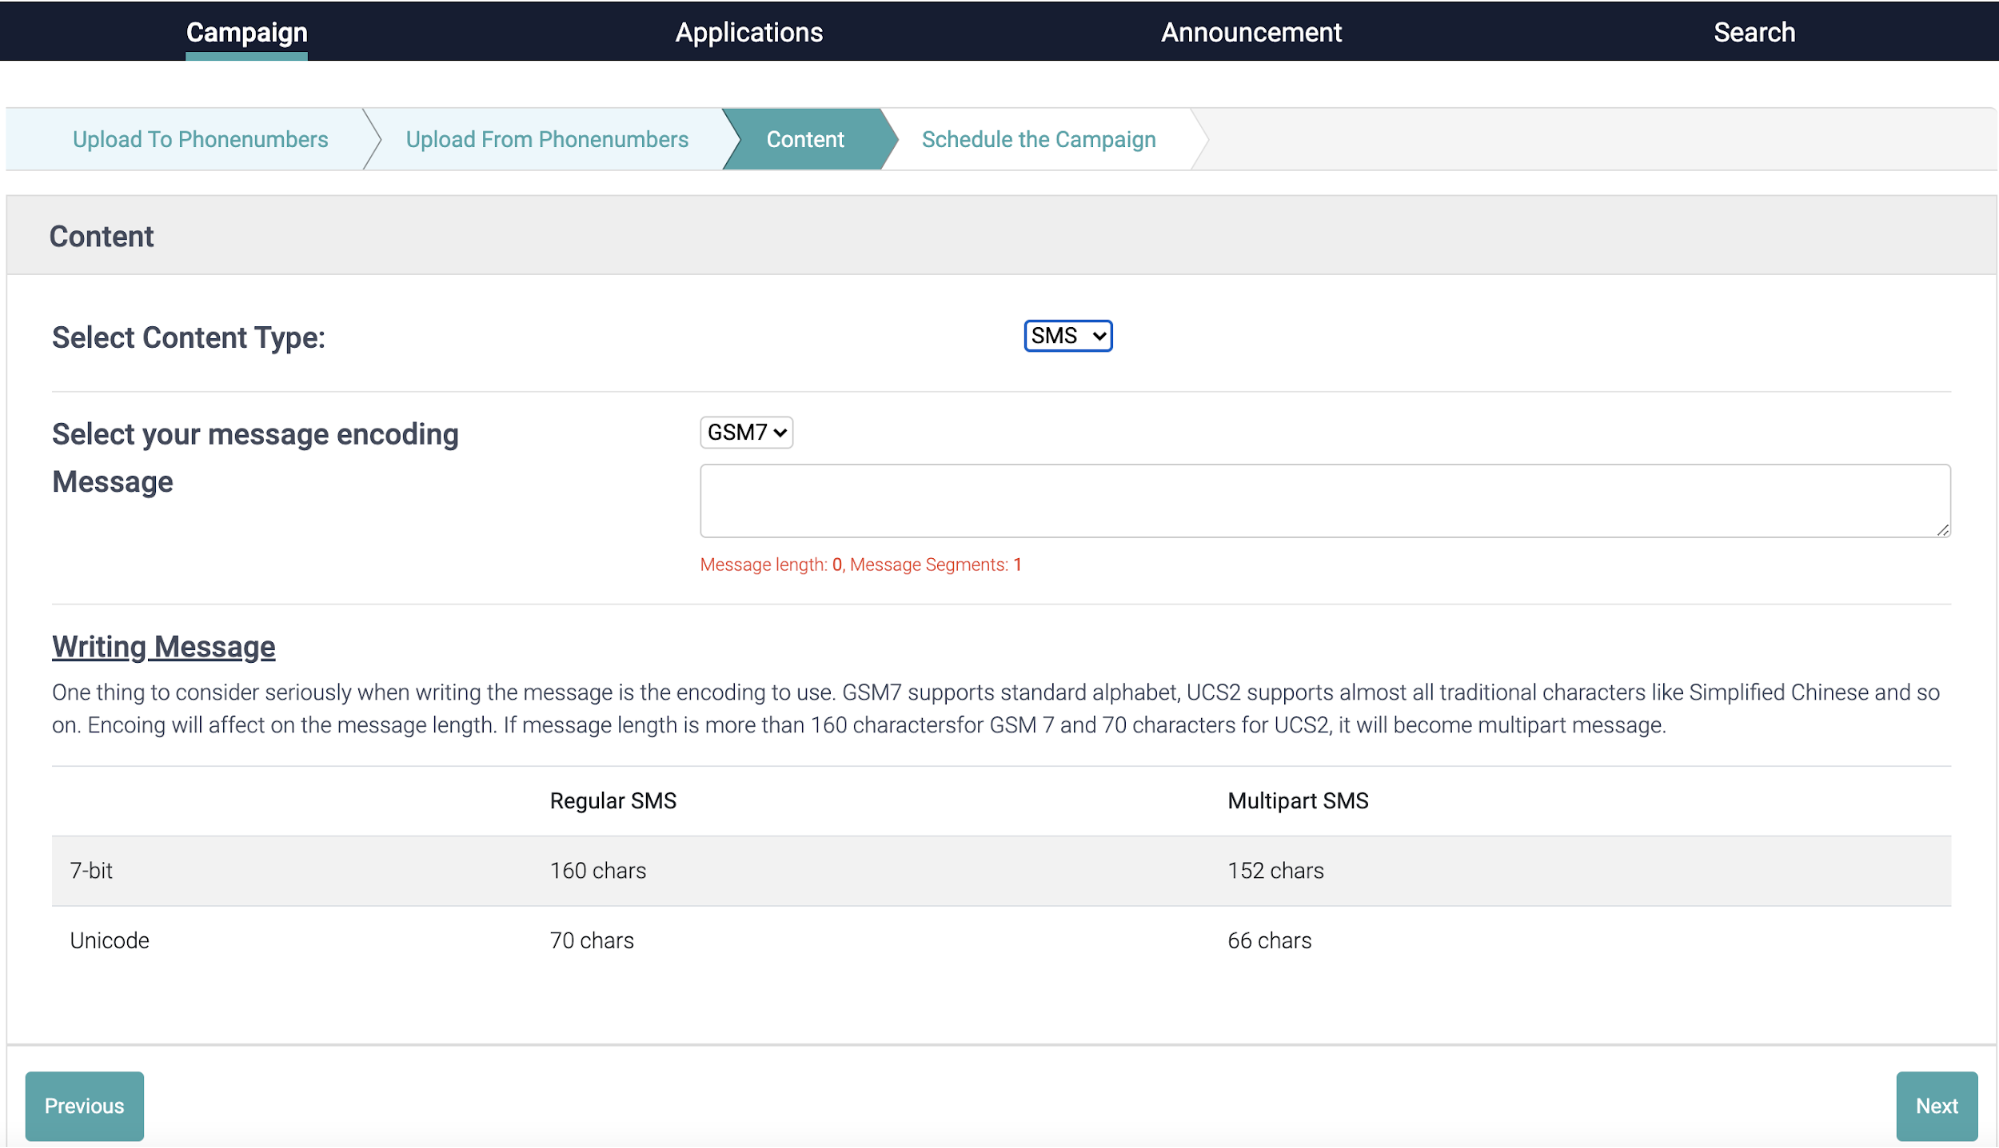 Campaign Applications Announcement Search
Upload To Phonenumbers Upload From Phonenumbers Content Schedule the Campaign
Content
Select Content Type: SMS
Select your message encoding GSM7
Message
Message length: 0, Message Segments: 1
Writing Message
One thing to consider seriously when writing the message is the encoding to use. GSM7 supports standard alphabet, UCS2 supports almost all traditional characters like Simplified Chinese and so
on. Encoing will affect on the message length. If message length is more than 160 charactersfor GSM 7 and 70 characters for UCS2, it will become multipart message.
Regular SMS Multipart SMS
7-bit 160 chars 152 chars
Unicode 70 chars 66 chars
Previous Next